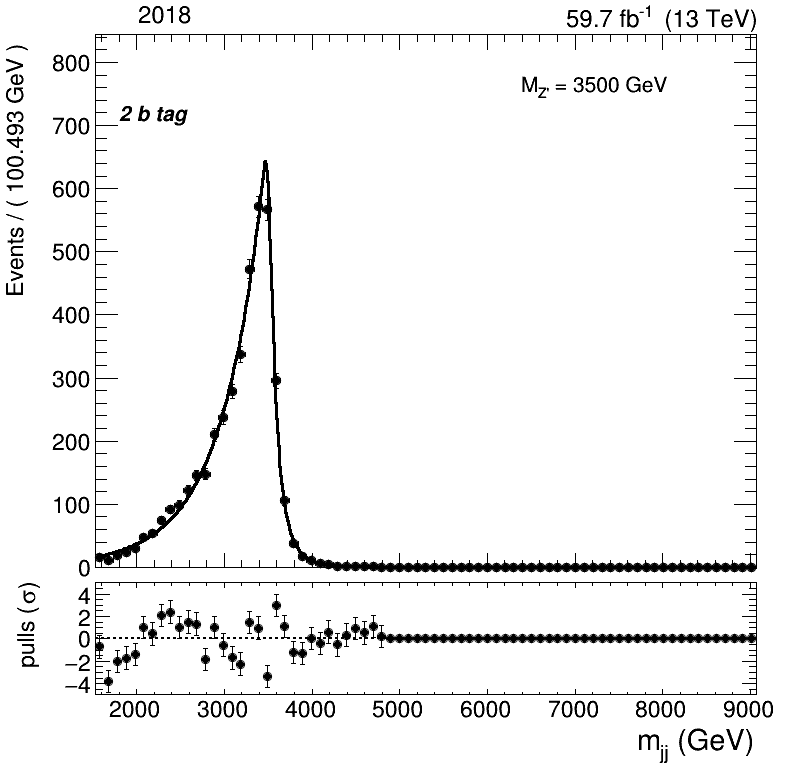 2018 59.7 fb⁻¹ (13 TeV)
Events / ( 100.493 GeV )
800
700
600
500
400
300
200
100
0
M_Z' = 3500 GeV
2 b tag
pulls (σ)
4
2
0
−2
−4
2000 3000 4000 5000 6000 7000 8000 9000
m_jj (GeV)